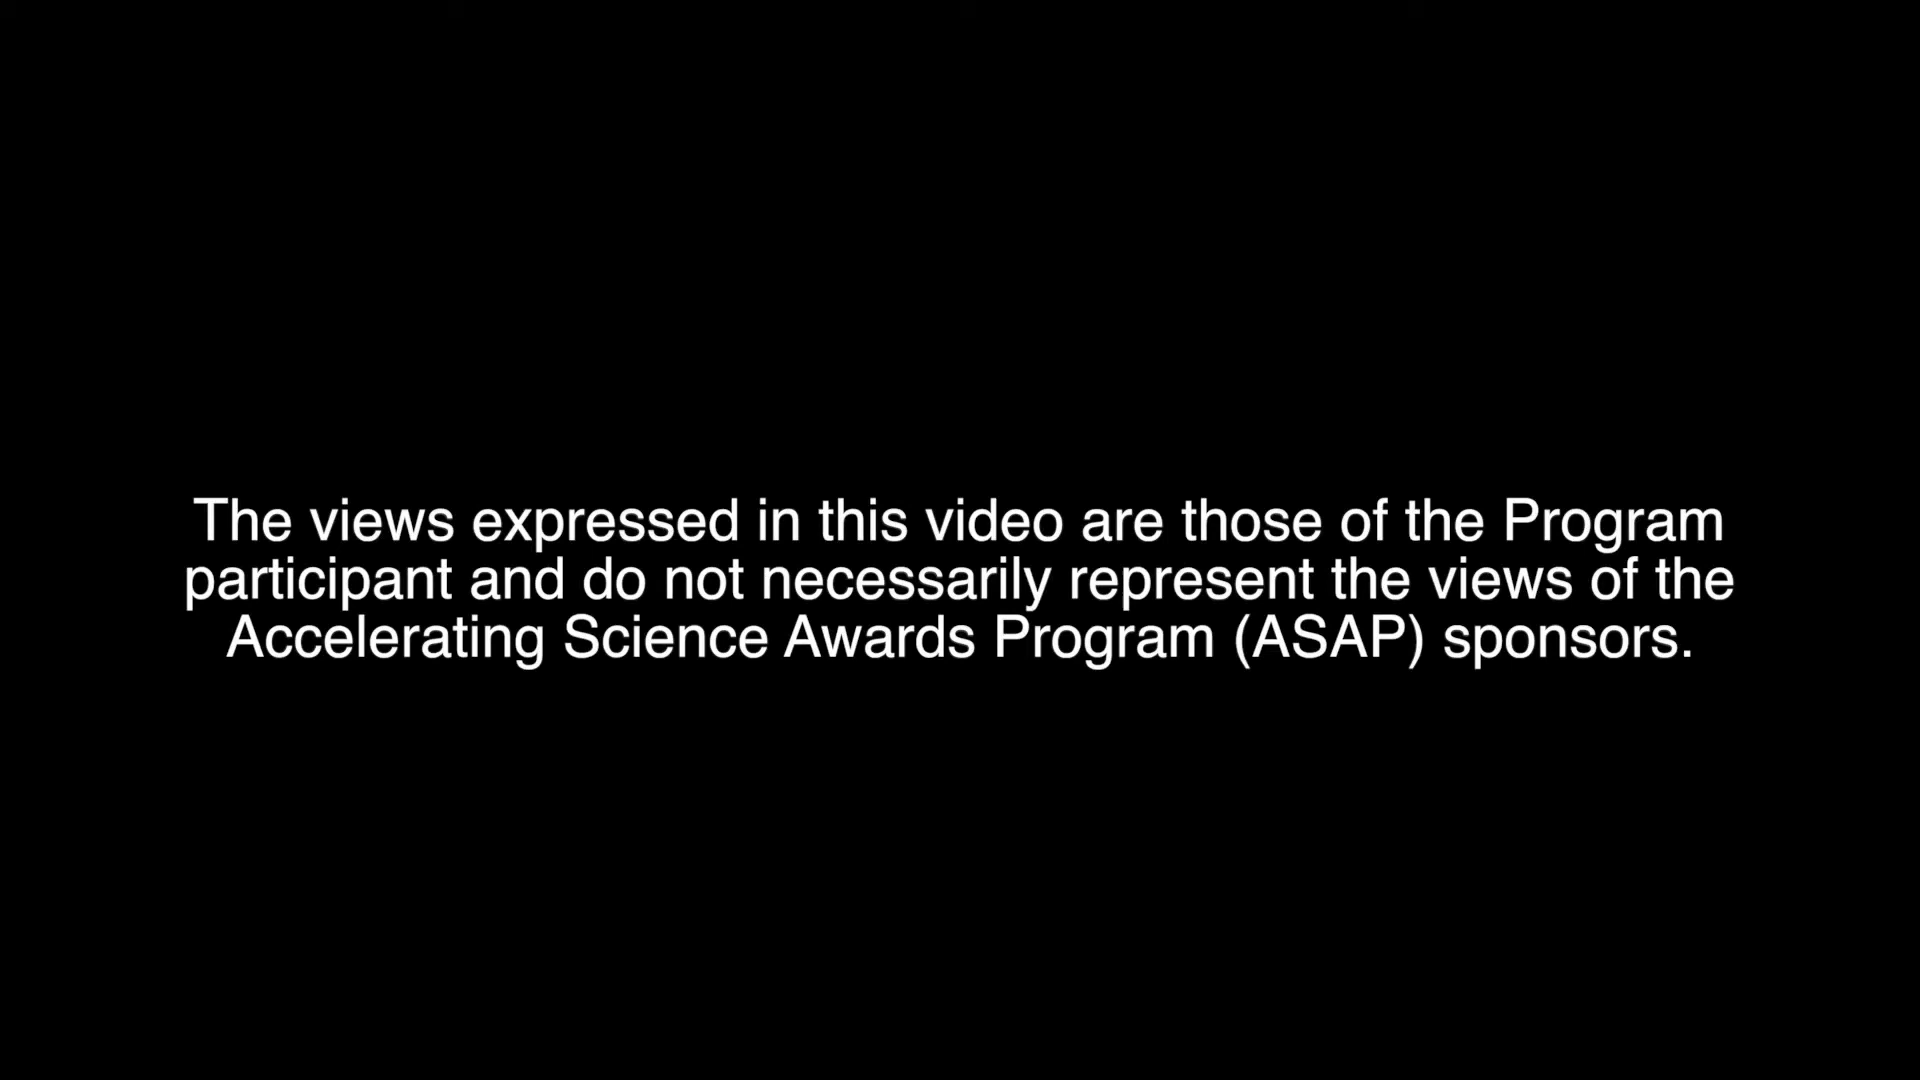 The views expressed in this video are those of the Program
participant and do not necessarily represent the views of the
Accelerating Science Awards Program (ASAP) sponsors.